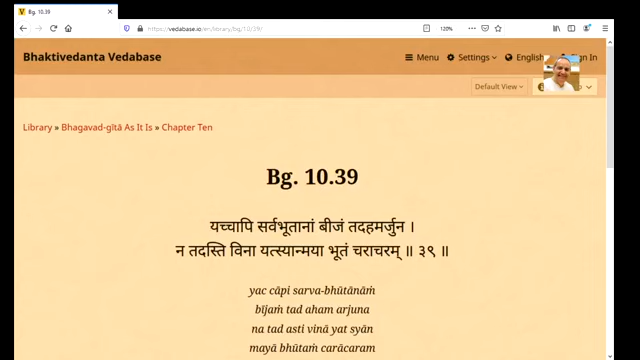 Bg. 10.39
https://vedabase.io/en/library/bg/10/39/
120%
Bhaktivedanta Vedabase
Menu
Settings
English
Sign In
Default View
Library » Bhagavad-gītā As It Is » Chapter Ten
Bg. 10.39
यच्चापि सर्वभूतानां बीजं तदहमर्जुन ।
न तदस्ति विना यत्स्यान्मया भूतं चराचरम् ॥ ३९ ॥
yac cāpi sarva-bhūtānāṁ
bījaṁ tad aham arjuna
na tad asti vinā yat syān
mayā bhūtaṁ carācaram